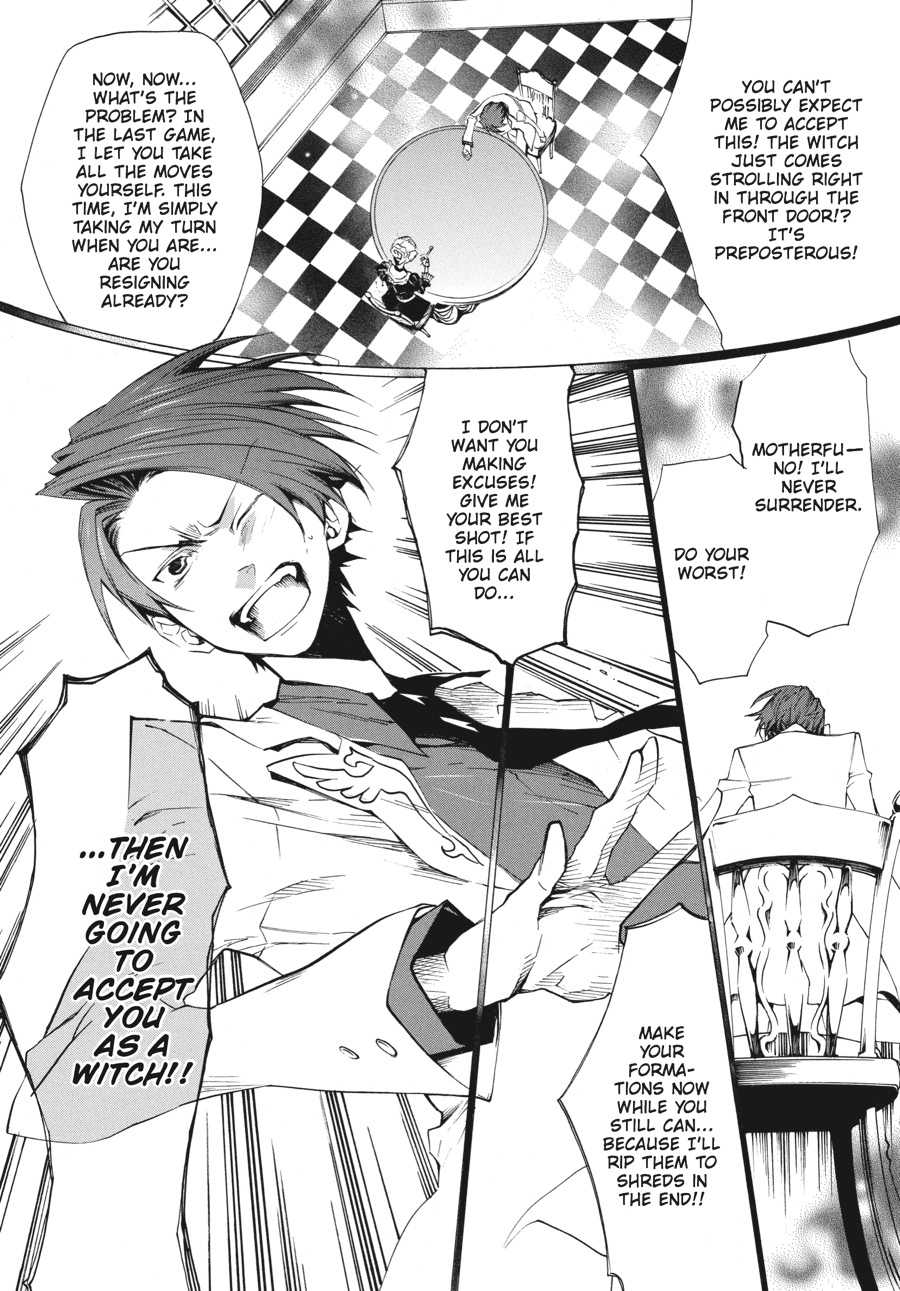 YOU CAN'T
POSSIBLY EXPECT
ME TO ACCEPT
THIS! THE WITCH
JUST COMES
STROLLING RIGHT
IN THROUGH THE
FRONT DOOR!?
IT'S
PREPOSTEROUS!
NOW, NOW...
WHAT'S THE
PROBLEM? IN
THE LAST GAME,
I LET YOU TAKE
ALL THE MOVES
YOURSELF. THIS
TIME, I'M SIMPLY
TAKING MY TURN
WHEN YOU ARE...
ARE YOU
RESIGNING
ALREADY?
MOTHERFU—
NO! I'LL
NEVER
SURRENDER.
DO YOUR
WORST!
I DON'T
WANT YOU
MAKING
EXCUSES!
GIVE ME
YOUR BEST
SHOT! IF
THIS IS ALL
YOU CAN
DO...
...THEN
I'M
NEVER
GOING
TO
ACCEPT
YOU
AS A
WITCH!!
MAKE
YOUR
FORMA-
TIONS NOW
WHILE YOU
STILL CAN...
BECAUSE I'LL
RIP THEM TO
SHREDS IN
THE END!!